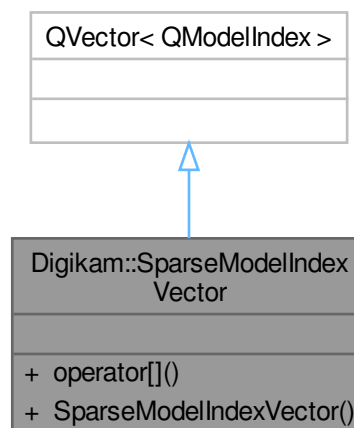 QVector< QModelIndex >
Digikam::SparseModelIndex
Vector
+ operator[]()
+ SparseModelIndexVector()